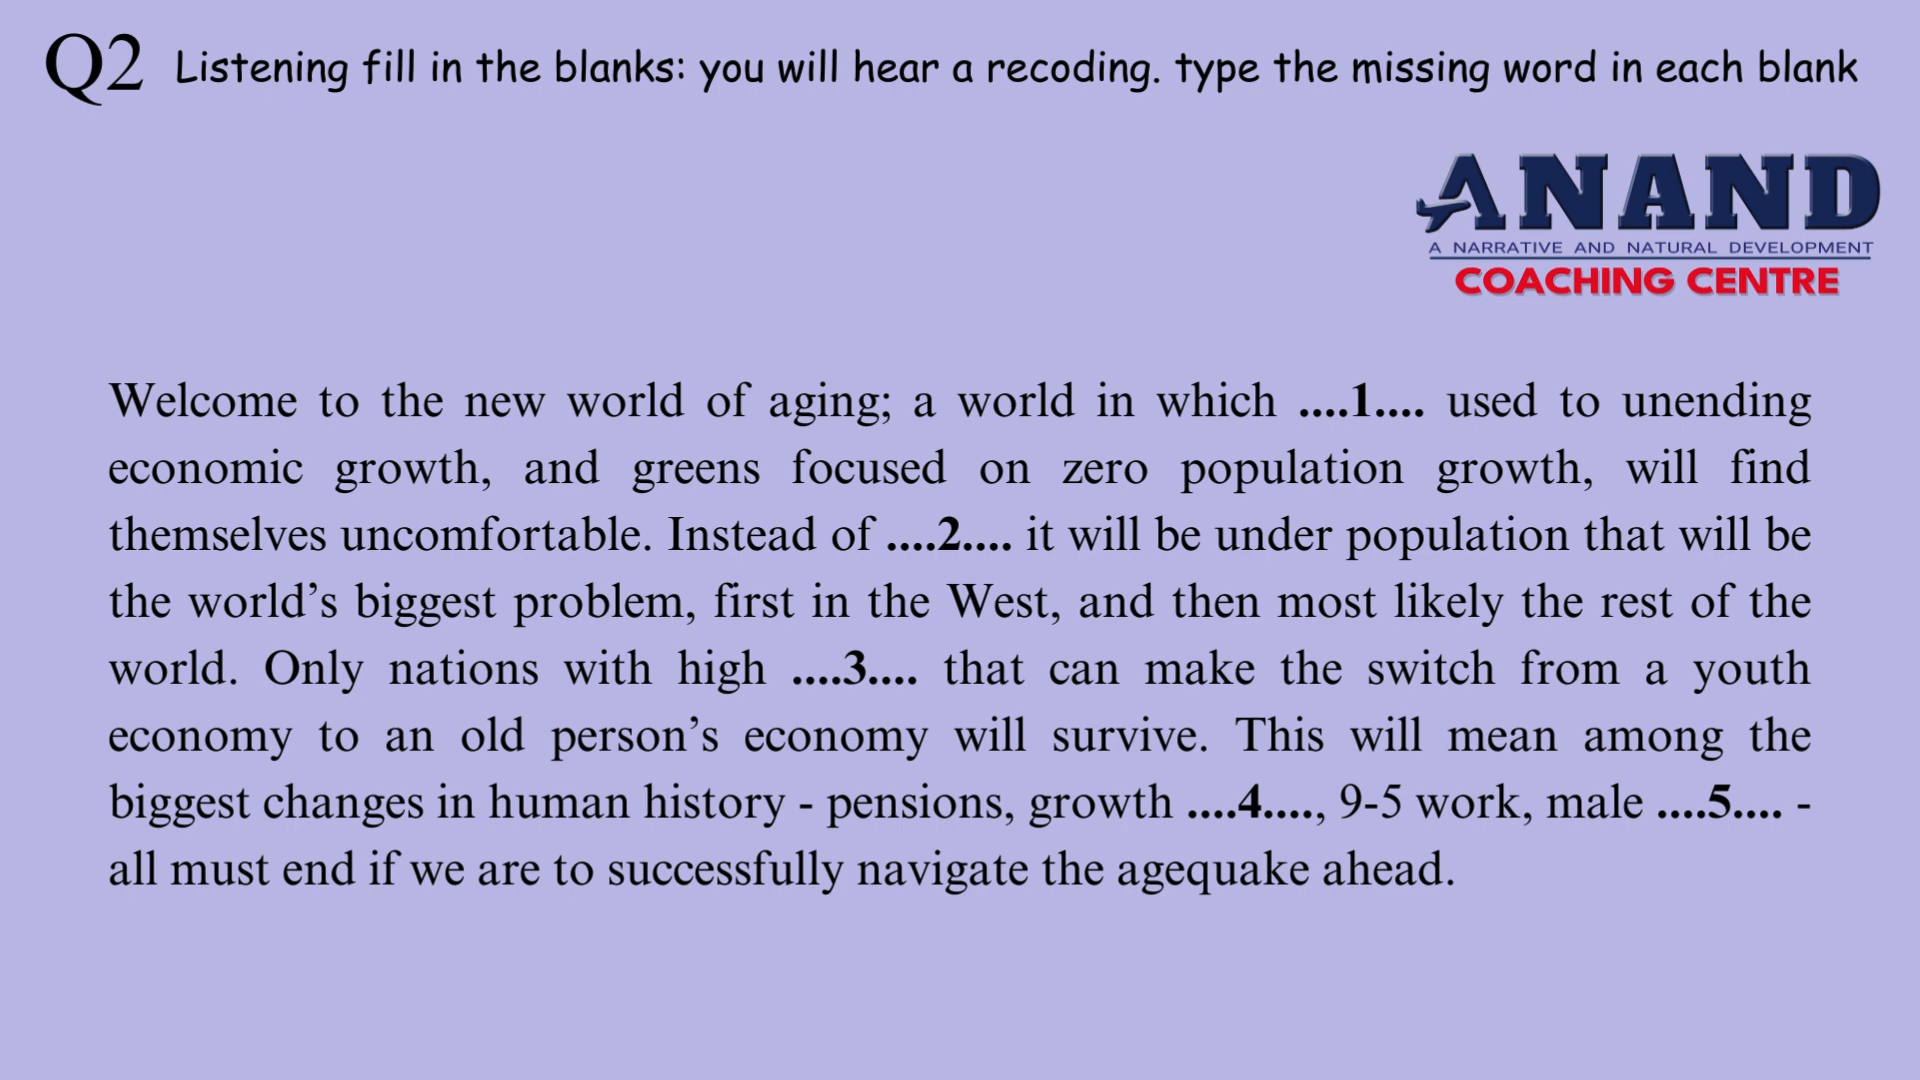 Q2 Listening fill in the blanks: you will hear a recoding. type the missing word in each blank
ANAND
A NARRATIVE AND NATURAL DEVELOPMENT
COACHING CENTRE
Welcome to the new world of aging; a world in which ....1.... used to unending
economic growth, and greens focused on zero population growth, will find
themselves uncomfortable. Instead of ....2.... it will be under population that will be
the world’s biggest problem, first in the West, and then most likely the rest of the
world. Only nations with high ....3.... that can make the switch from a youth
economy to an old person’s economy will survive. This will mean among the
biggest changes in human history - pensions, growth ....4...., 9-5 work, male ....5.... -
all must end if we are to successfully navigate the agequake ahead.